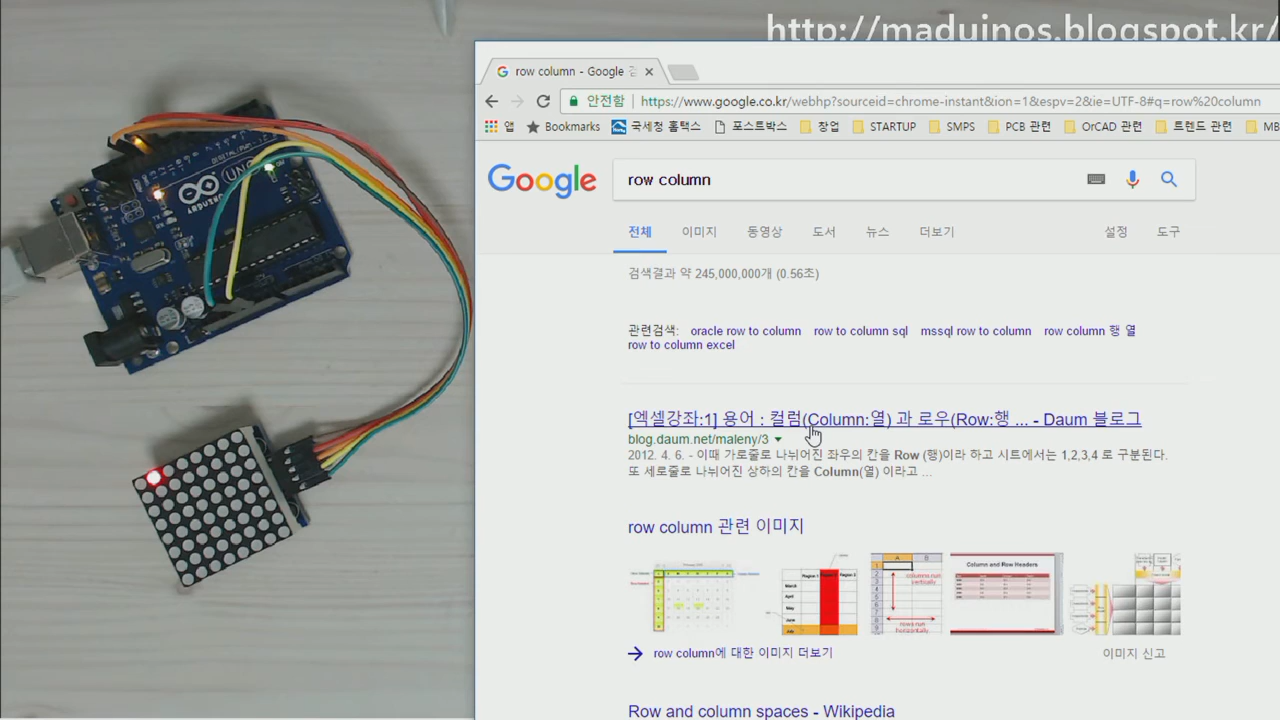 http://maduinos.blogspot.kr/
row column - Google 검
안전함
https://www.google.co.kr/webhp?sourceid=chrome-instant&ion=1&espv=2&ie=UTF-8#q=row%20column
앱 Bookmarks 국세청 홈택스 포스트박스 창업 STARTUP SMPS PCB 관련 OrCAD 관련 트렌드 관련 MB
Google
row column
전체 이미지 동영상 도서 뉴스 더보기 설정 도구
검색결과 약 245,000,000개 (0.56초)
관련검색: oracle row to column row to column sql mssql row to column row column 행 열
row to column excel
[엑셀강좌:1] 용어 : 컬럼(Column:열) 과 로우(Row:행 ... - Daum 블로그
blog.daum.net/maleny/3
2012. 4. 6. - 이때 가로줄로 나뉘어진 좌우의 칸을 Row (행)이라 하고 시트에서는 1,2,3,4 로 구분된다.
또 세로줄로 나뉘어진 상하의 칸을 Column(열) 이라고 ...
row column 관련 이미지
Column and Row Headers
columns run
vertically
rows run
horizontally
row column에 대한 이미지 더보기
이미지 신고
Row and column spaces - Wikipedia